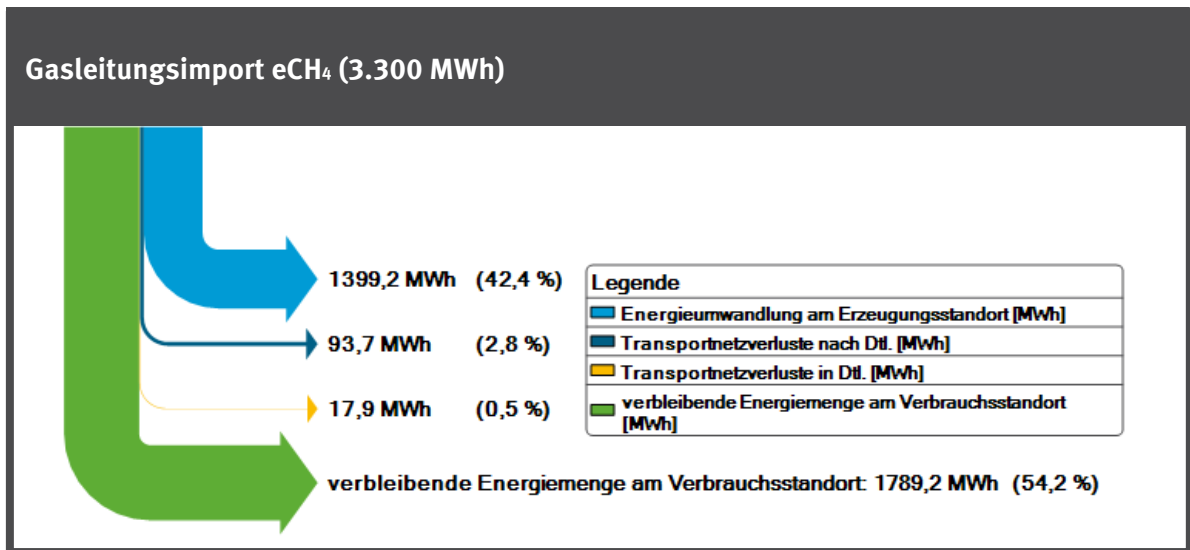 Gasleitungsimport eCH₄ (3.300 MWh)
1399,2 MWh (42,4 %)
93,7 MWh (2,8 %)
17,9 MWh (0,5 %)
Legende
Energieumwandlung am Erzeugungsstandort [MWh]
Transportnetzverluste nach Dtl. [MWh]
Transportnetzverluste in Dtl. [MWh]
verbleibende Energiemenge am Verbrauchsstandort
[MWh]
verbleibende Energiemenge am Verbrauchsstandort: 1789,2 MWh (54,2 %)